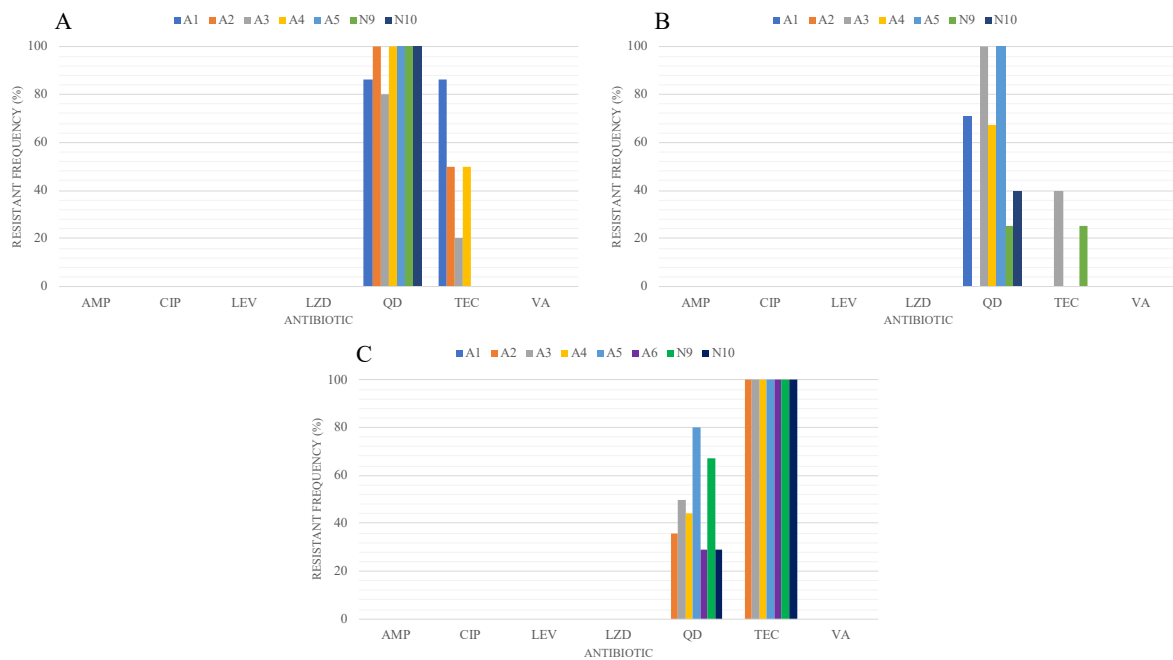 A
A1 A2 A3 A4 A5 N9 N10
100
80
60
40
20
0
RESISTANT FREQUENCY (%)
AMP CIP LEV LZD QD TEC VA
ANTIBIOTIC
B
A1 A2 A3 A4 A5 N9 N10
100
80
60
40
20
0
RESISTANT FREQUENCY (%)
AMP CIP LEV LZD QD TEC VA
ANTIBIOTIC
C
A1 A2 A3 A4 A5 A6 N9 N10
100
80
60
40
20
0
RESISTANT FREQUENCY (%)
AMP CIP LEV LZD QD TEC VA
ANTIBIOTIC